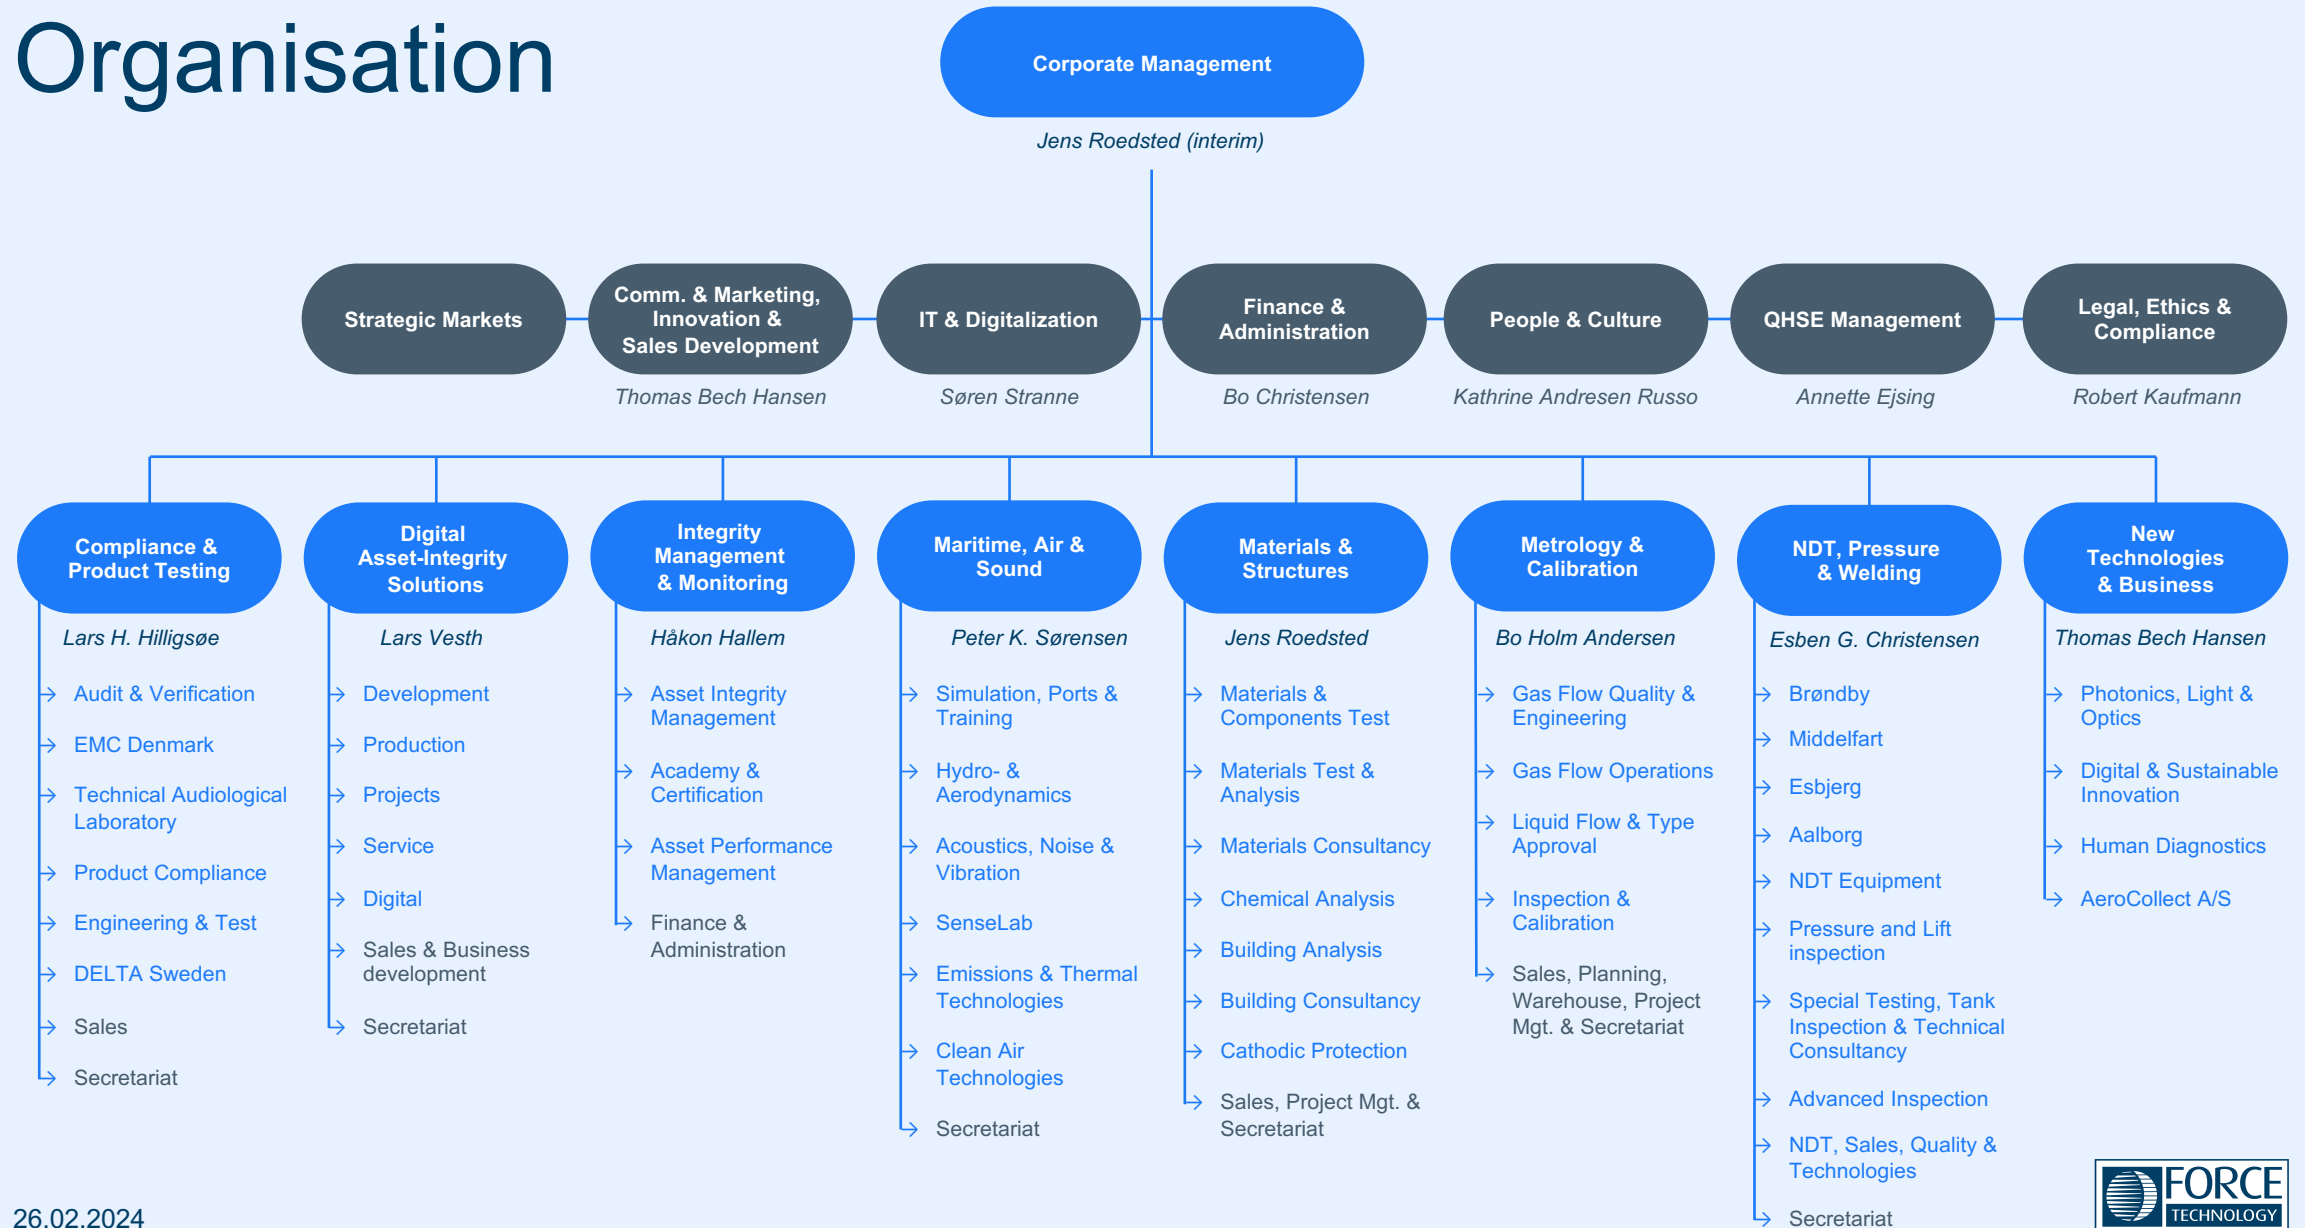 Organisation
Corporate Management
Jens Roedsted (interim)
Strategic Markets
Comm. & Marketing,
Innovation &
Sales Development
Thomas Bech Hansen
IT & Digitalization
Søren Stranne
Finance &
Administration
Bo Christensen
People & Culture
Kathrine Andresen Russo
QHSE Management
Annette Ejsing
Legal, Ethics &
Compliance
Robert Kaufmann
Compliance &
Product Testing
Lars H. Hilligsøe
Audit & Verification
EMC Denmark
Technical Audiological
Laboratory
Product Compliance
Engineering & Test
DELTA Sweden
Sales
Secretariat
Digital
Asset-Integrity
Solutions
Lars Vesth
Development
Production
Projects
Service
Digital
Sales & Business
development
Secretariat
Integrity
Management
& Monitoring
Håkon Hallem
Asset Integrity
Management
Academy &
Certification
Asset Performance
Management
Finance &
Administration
Maritime, Air &
Sound
Peter K. Sørensen
Simulation, Ports &
Training
Hydro- &
Aerodynamics
Acoustics, Noise &
Vibration
SenseLab
Emissions & Thermal
Technologies
Clean Air
Technologies
Secretariat
Materials &
Structures
Jens Roedsted
Materials &
Components Test
Materials Test &
Analysis
Materials Consultancy
Chemical Analysis
Building Analysis
Building Consultancy
Cathodic Protection
Sales, Project Mgt. &
Secretariat
Metrology &
Calibration
Bo Holm Andersen
Gas Flow Quality &
Engineering
Gas Flow Operations
Liquid Flow & Type
Approval
Inspection &
Calibration
Sales, Planning,
Warehouse, Project
Mgt. & Secretariat
NDT, Pressure
& Welding
Esben G. Christensen
Brøndby
Middelfart
Esbjerg
Aalborg
NDT Equipment
Pressure and Lift
inspection
Special Testing, Tank
Inspection & Technical
Consultancy
Advanced Inspection
NDT, Sales, Quality &
Technologies
Secretariat
New
Technologies
& Business
Thomas Bech Hansen
Photonics, Light &
Optics
Digital & Sustainable
Innovation
Human Diagnostics
AeroCollect A/S
26.02.2024
FORCE
TECHNOLOGY